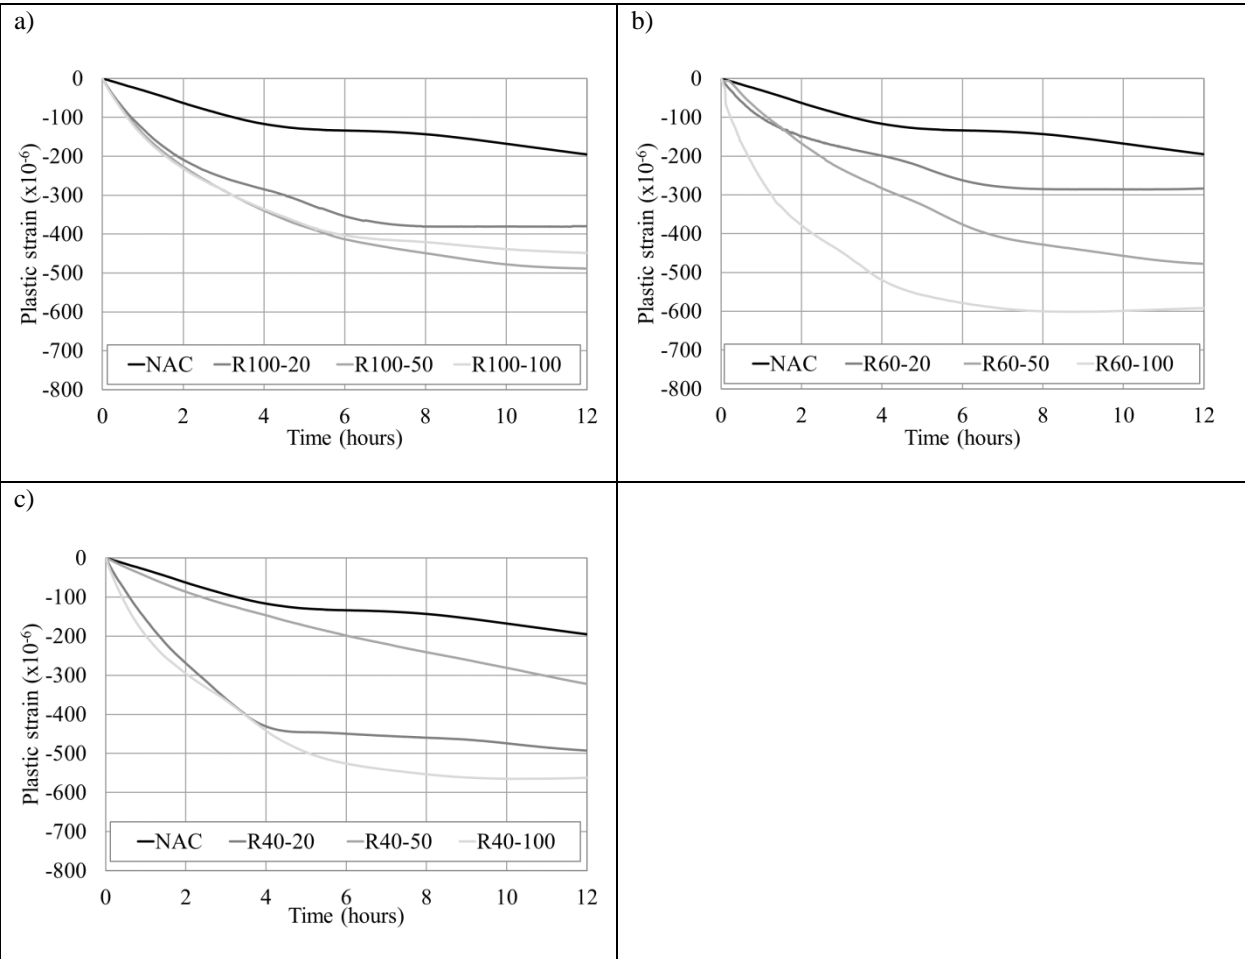 a)
Plastic strain (x10-6)
0
-100
-200
-300
-400
-500
-600
-700
-800
NAC R100-20 R100-50 R100-100
0 2 4 6 8 10 12
Time (hours)
b)
Plastic strain (x10-6)
0
-100
-200
-300
-400
-500
-600
-700
-800
NAC R60-20 R60-50 R60-100
0 2 4 6 8 10 12
Time (hours)
c)
Plastic strain (x10-6)
0
-100
-200
-300
-400
-500
-600
-700
-800
NAC R40-20 R40-50 R40-100
0 2 4 6 8 10 12
Time (hours)